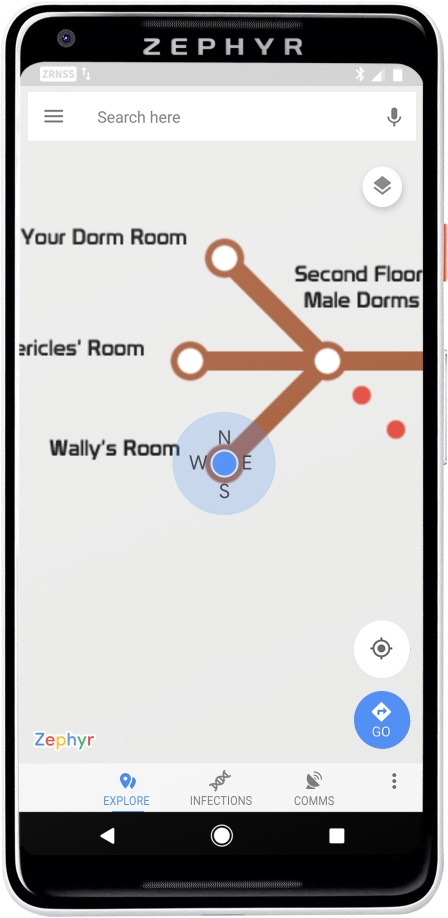 ZEPHYR
ZRNSS
Search here
Your Dorm Room
Second Floor
Male Dorms
ericles' Room
Wally's Room
N
W E
S
GO
Zephyr
EXPLORE
INFECTIONS
COMMS